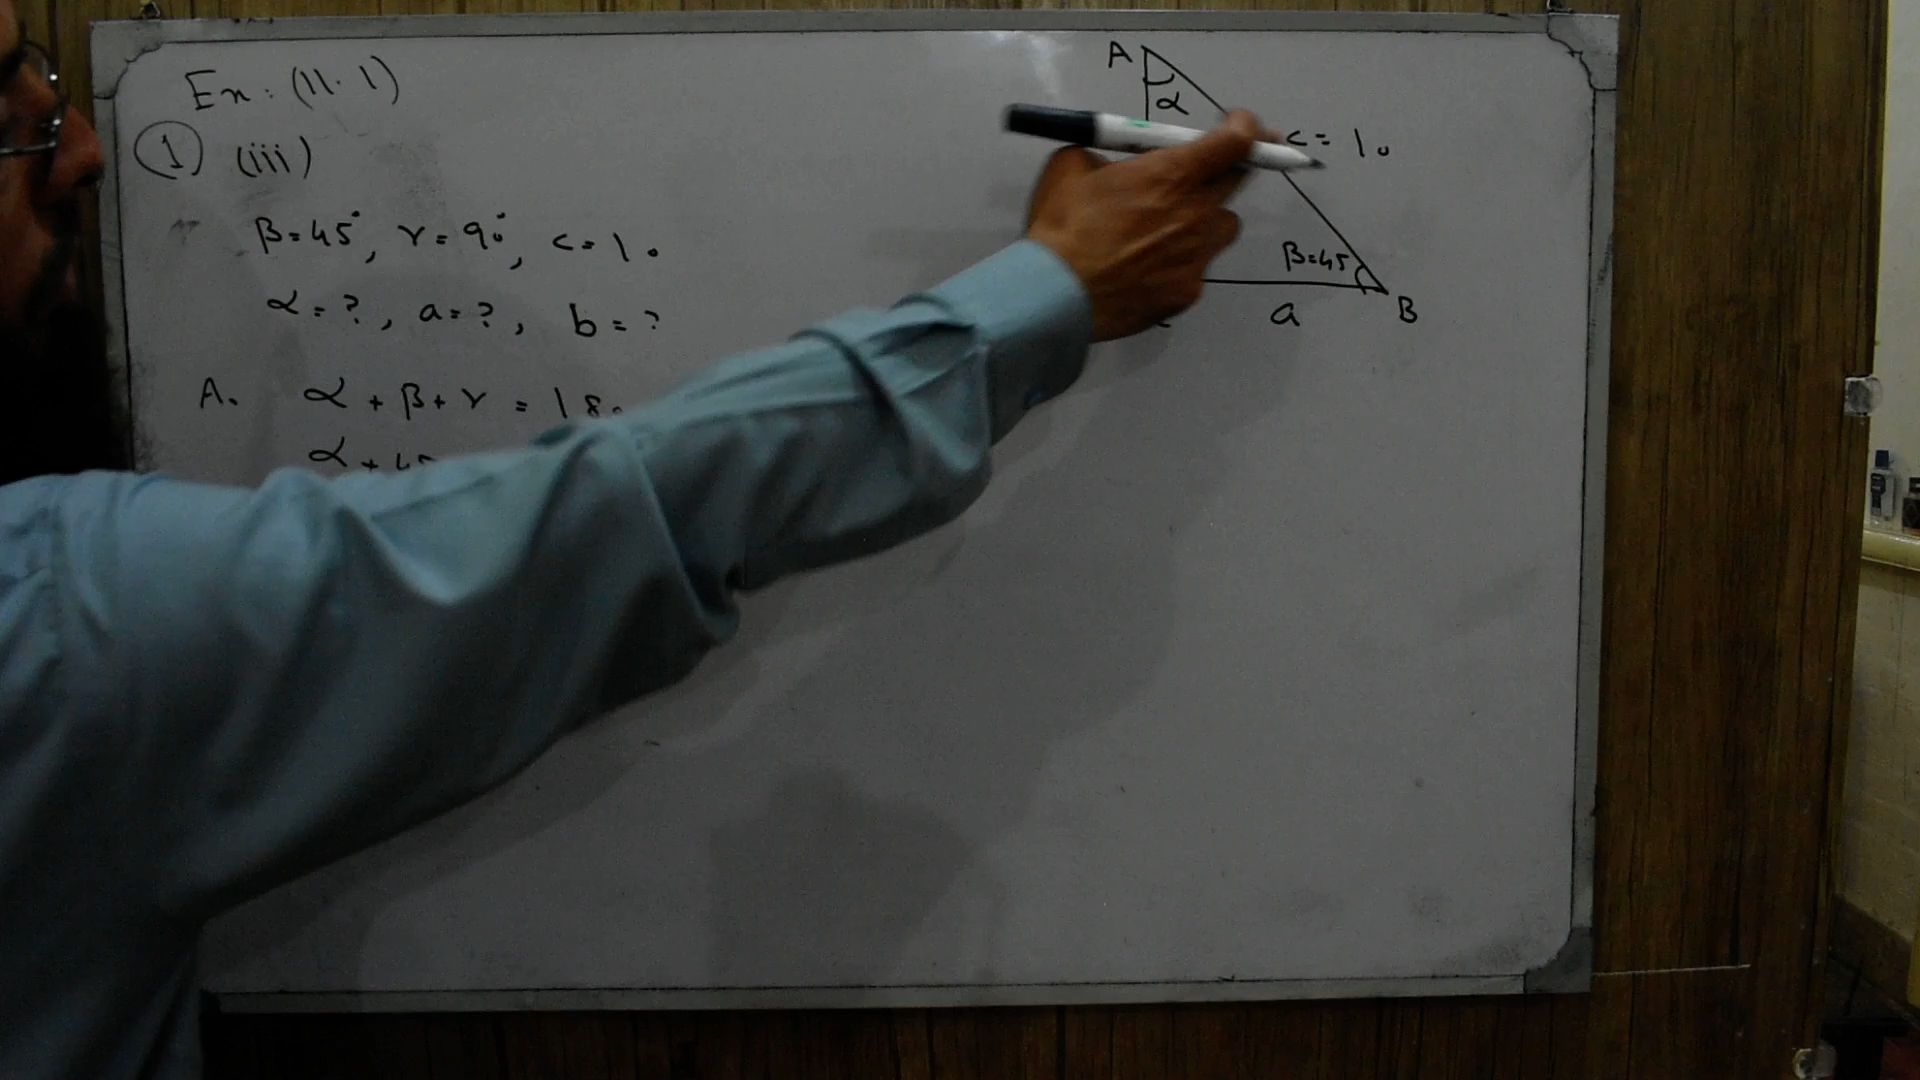 Ex: (11.1)
1 (iii)
β=45°, γ=90°, c=10
α=?, a=?, b=?
A. α+β+γ=180
α+45
A
α
c=10
β=45
a
B